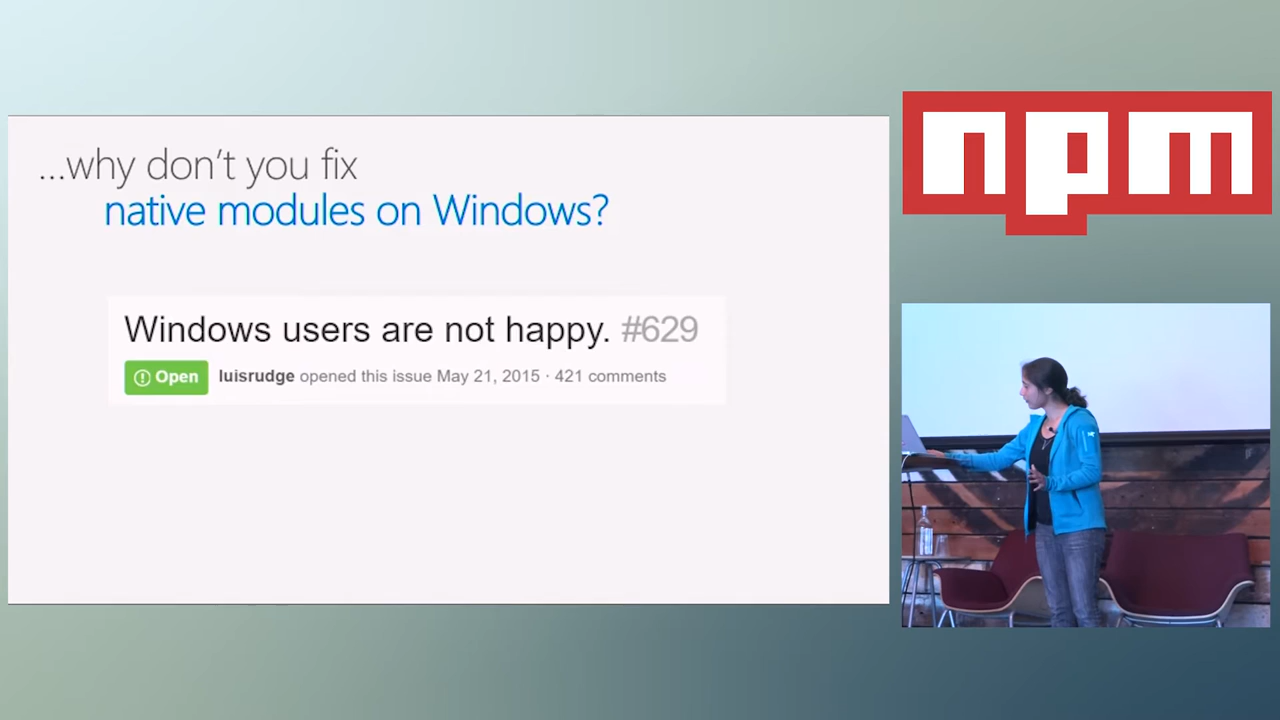 ...why don't you fix
native modules on Windows?
Windows users are not happy. #629
Open luisrudge opened this issue May 21, 2015 · 421 comments
npm